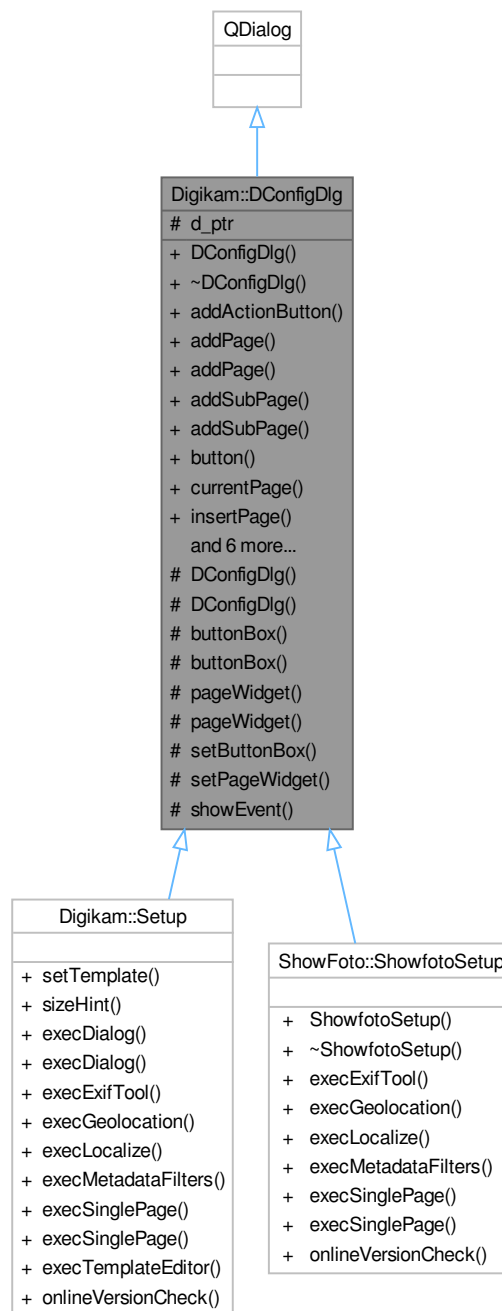 QDialog
Digikam::DConfigDlg
# d_ptr
+ DConfigDlg()
+ ~DConfigDlg()
+ addActionButton()
+ addPage()
+ addPage()
+ addSubPage()
+ addSubPage()
+ button()
+ currentPage()
+ insertPage()
and 6 more...
# DConfigDlg()
# DConfigDlg()
# buttonBox()
# buttonBox()
# pageWidget()
# pageWidget()
# setButtonBox()
# setPageWidget()
# showEvent()
Digikam::Setup
+ setTemplate()
+ sizeHint()
+ execDialog()
+ execDialog()
+ execExifTool()
+ execGeolocation()
+ execLocalize()
+ execMetadataFilters()
+ execSinglePage()
+ execSinglePage()
+ execTemplateEditor()
+ onlineVersionCheck()
ShowFoto::ShowfotoSetup
+ ShowfotoSetup()
+ ~ShowfotoSetup()
+ execExifTool()
+ execGeolocation()
+ execLocalize()
+ execMetadataFilters()
+ execSinglePage()
+ execSinglePage()
+ onlineVersionCheck()